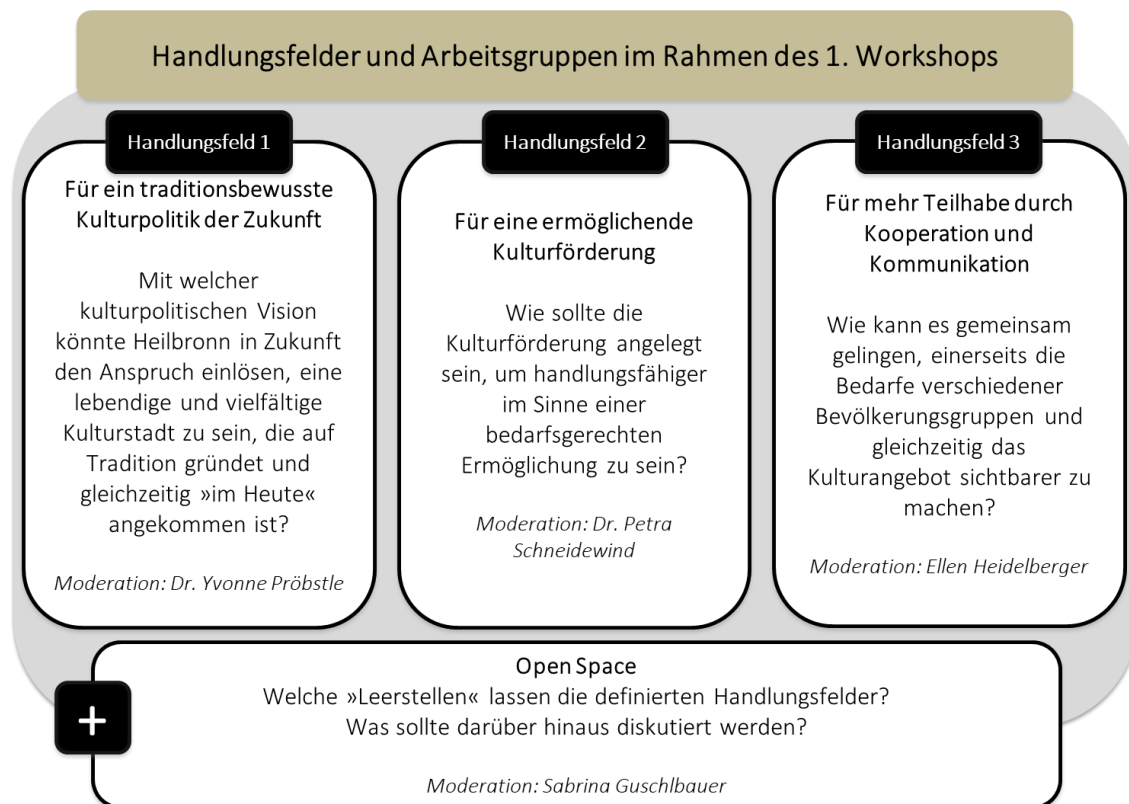 Handlungsfelder und Arbeitsgruppen im Rahmen des 1. Workshops
Handlungsfeld 1
Für ein traditionsbewusste
Kulturpolitik der Zukunft
Mit welcher
kulturpolitischen Vision
könnte Heilbronn in Zukunft
den Anspruch einlösen, eine
lebendige und vielfältige
Kulturstadt zu sein, die auf
Tradition gründet und
gleichzeitig »im Heute«
angekommen ist?
Moderation: Dr. Yvonne Pröbstle
Handlungsfeld 2
Für eine ermöglichende
Kulturförderung
Wie sollte die
Kulturförderung angelegt
sein, um handlungsfähiger
im Sinne einer
bedarfsgerechten
Ermöglichung zu sein?
Moderation: Dr. Petra
Schneidewind
Handlungsfeld 3
Für mehr Teilhabe durch
Kooperation und
Kommunikation
Wie kann es gemeinsam
gelingen, einerseits die
Bedarfe verschiedener
Bevölkerungsgruppen und
gleichzeitig das
Kulturangebot sichtbarer zu
machen?
Moderation: Ellen Heidelberger
+
Open Space
Welche »Leerstellen« lassen die definierten Handlungsfelder?
Was sollte darüber hinaus diskutiert werden?
Moderation: Sabrina Guschlbauer